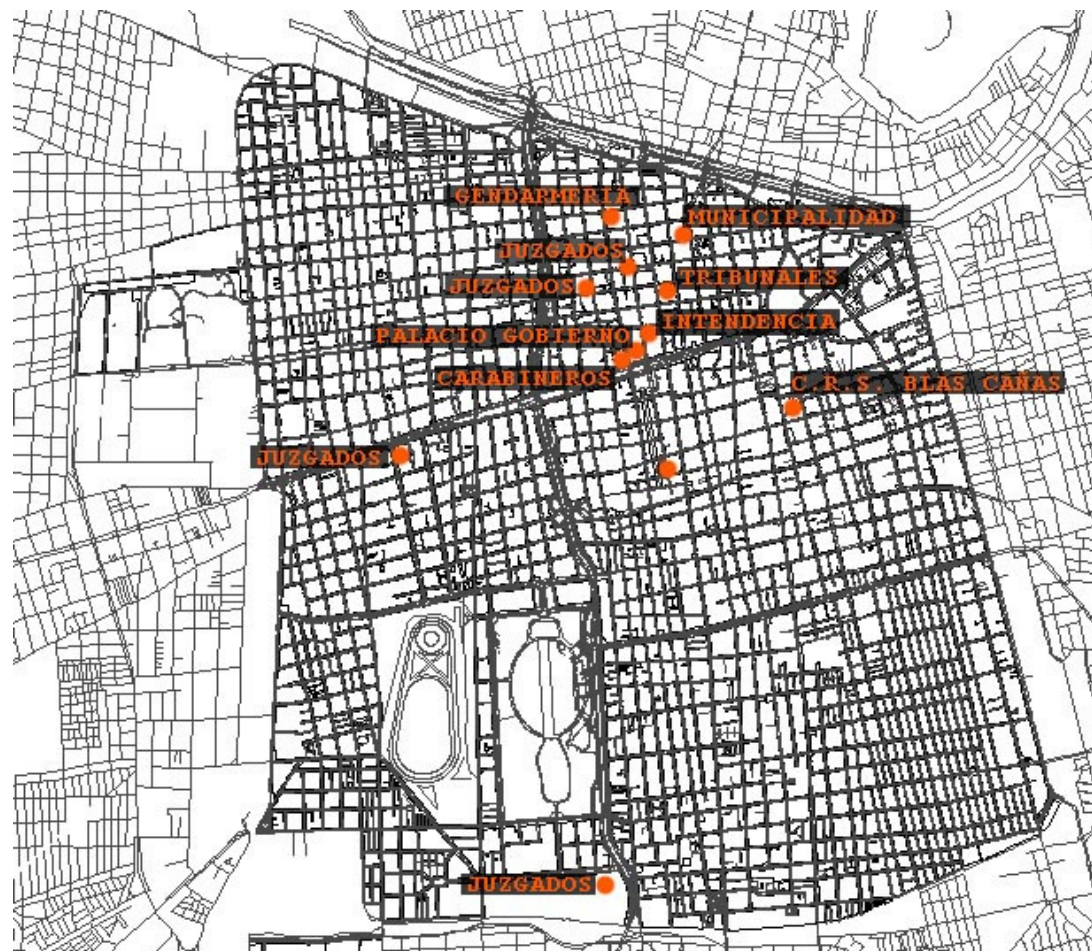 GENDARMERIA
MUNICIPALIDAD
JUZGADOS
TRIBUNALES
JUZGADOS
INTENDENCIA
PALACIO GOBIERNO
CARABINEROS
C.R.S. BLAS CAÑAS
JUZGADOS
JUZGADOS